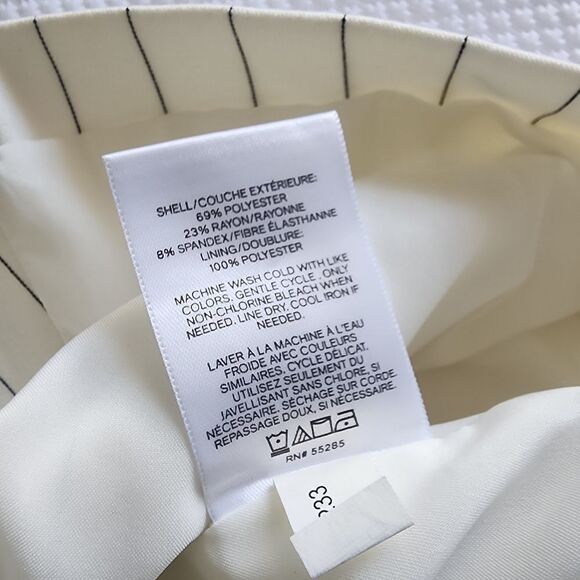 SHELL/COUCHE EXTÉRIEURE:
69% POLYESTER
23% RAYON/RAYONNE
8% SPANDEX/FIBRE ÉLASTHANNE
LINING/DOUBLURE:
100% POLYESTER
MACHINE WASH COLD WITH LIKE
COLORS. GENTLE CYCLE. ONLY
NON-CHLORINE BLEACH WHEN
NEEDED. LINE DRY. COOL IRON IF
NEEDED.
LAVER À LA MACHINE À L'EAU
FROIDE AVEC COULEURS
SIMILAIRES. CYCLE DÉLICAT.
UTILIZ SEULEMENT DU
JAVELLISANT SANS CHLORE, SI
NÉCESSAIRE. SÉCHAGE SUR CORDE.
REPASSAGE DOUX, SI NÉCESSAIRE.
RN# 55285